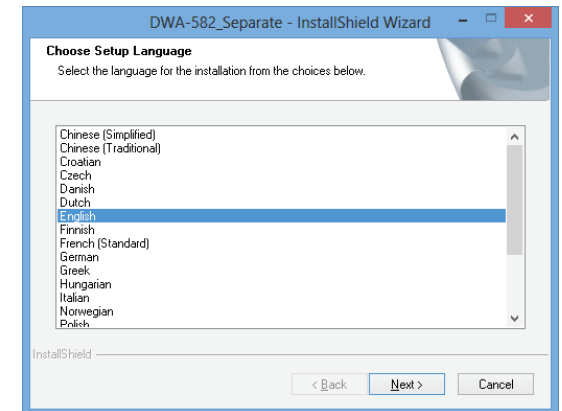 DWA-582_Separate - InstallShield Wizard
Choose Setup Language
Select the language for the installation from the choices below.
Chinese (Simplified)
Chinese (Traditional)
Croatian
Czech
Danish
Dutch
English
Finnish
French (Standard)
German
Greek
Hungarian
Italian
Norwegian
Polish
InstallShield
< Back Next > Cancel